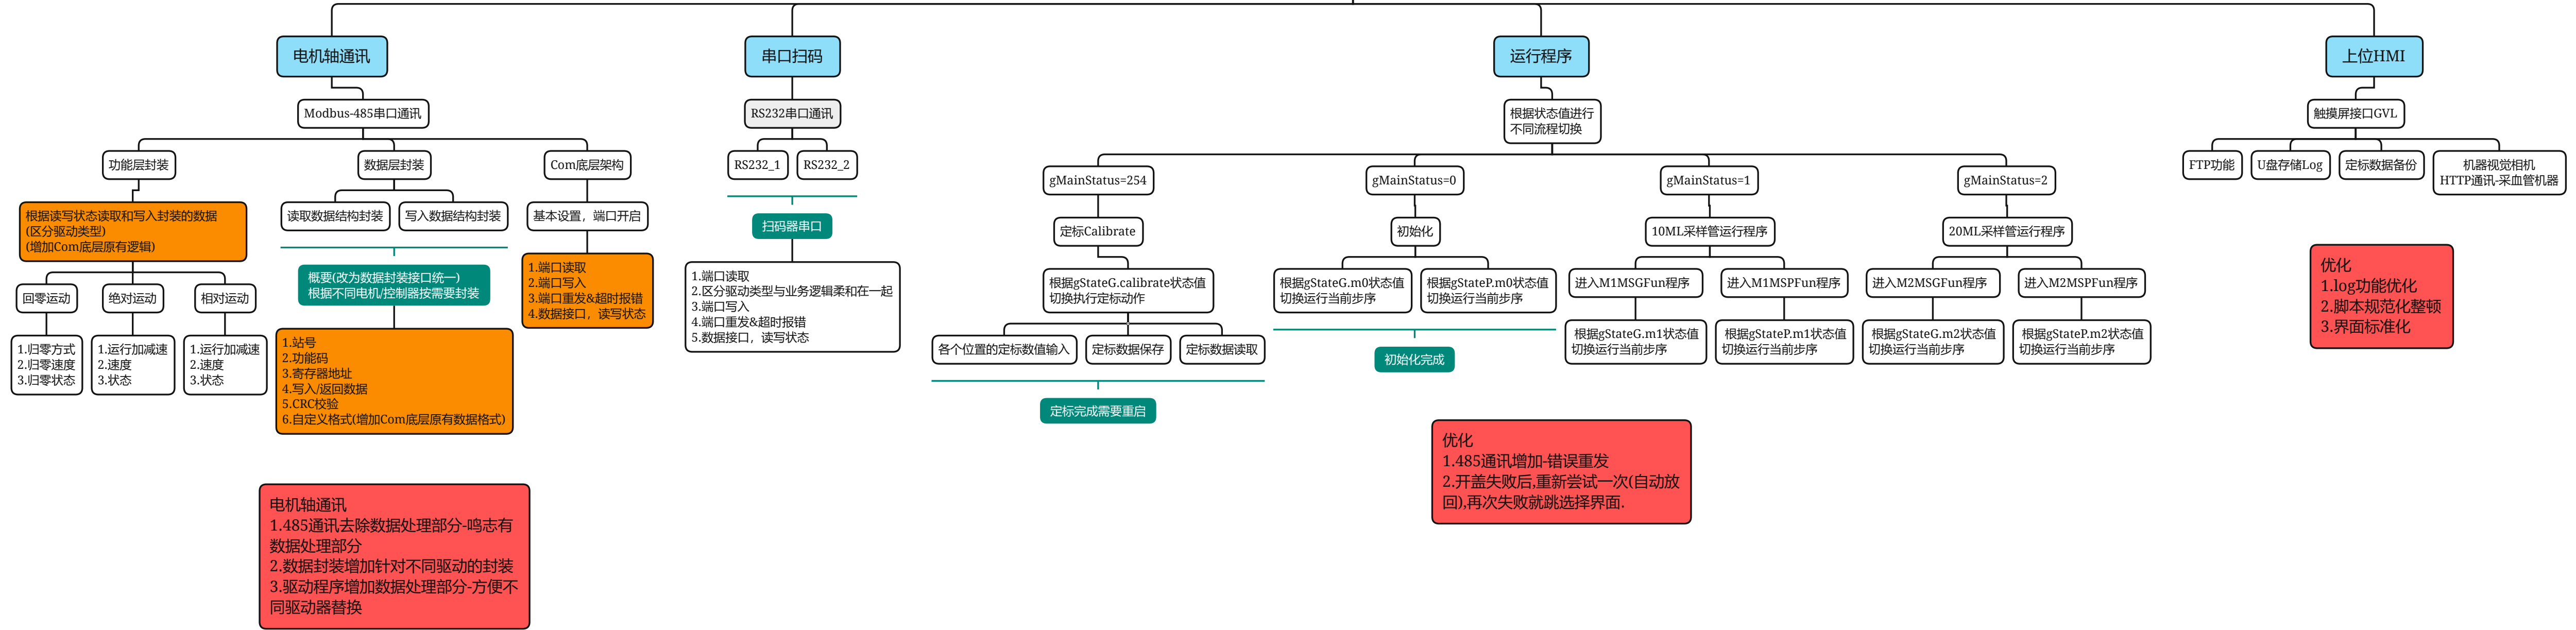 电机轴通讯
Modbus-485串口通讯
功能层封装
数据层封装
Com底层架构
根据读写状态读取和写入封装的数据
(区分驱动类型)
(增加Com底层原有逻辑)
读取数据结构封装
写入数据结构封装
基本设置，端口开启
回零运动
绝对运动
相对运动
概要(改为数据封装接口统一)
根据不同电机/控制器按需要封装
1.端口读取
2.端口写入
3.端口重发&超时报错
4.数据接口，读写状态
1.归零方式
2.归零速度
3.归零状态
1.运行加减速
2.速度
3.状态
1.运行加减速
2.速度
3.状态
1.站号
2.功能码
3.寄存器地址
4.写入/返回数据
5.CRC校验
6.自定义格式(增加Com底层原有数据格式)
电机轴通讯
1.485通讯去除数据处理部分-鸣志有
数据处理部分
2.数据封装增加针对不同驱动的封装
3.驱动程序增加数据处理部分-方便不
同驱动器替换
串口扫码
RS232串口通讯
RS232_1
RS232_2
扫码器串口
1.端口读取
2.区分驱动类型与业务逻辑柔和在一起
3.端口写入
4.端口重发&超时报错
5.数据接口，读写状态
运行程序
根据状态值进行
不同流程切换
gMainStatus=254
gMainStatus=0
gMainStatus=1
gMainStatus=2
定标Calibrate
初始化
10ML采样管运行程序
20ML采样管运行程序
根据gStateG.calibrate状态值
切换执行定标动作
根据gStateG.m0状态值
切换运行当前步序
根据gStateP.m0状态值
切换运行当前步序
进入M1MSGFun程序
进入M1MSPFun程序
进入M2MSGFun程序
进入M2MSPFun程序
各个位置的定标数值输入
定标数据保存
定标数据读取
初始化完成
根据gStateG.m1状态值
切换运行当前步序
根据gStateP.m1状态值
切换运行当前步序
根据gStateG.m2状态值
切换运行当前步序
根据gStateP.m2状态值
切换运行当前步序
定标完成需要重启
优化
1.485通讯增加-错误重发
2.开盖失败后,重新尝试一次(自动放
回),再次失败就跳选择界面.
上位HMI
触摸屏接口GVL
FTP功能
U盘存储Log
定标数据备份
机器视觉相机
HTTP通讯-采血管机器
优化
1.log功能优化
2.脚本规范化整顿
3.界面标准化